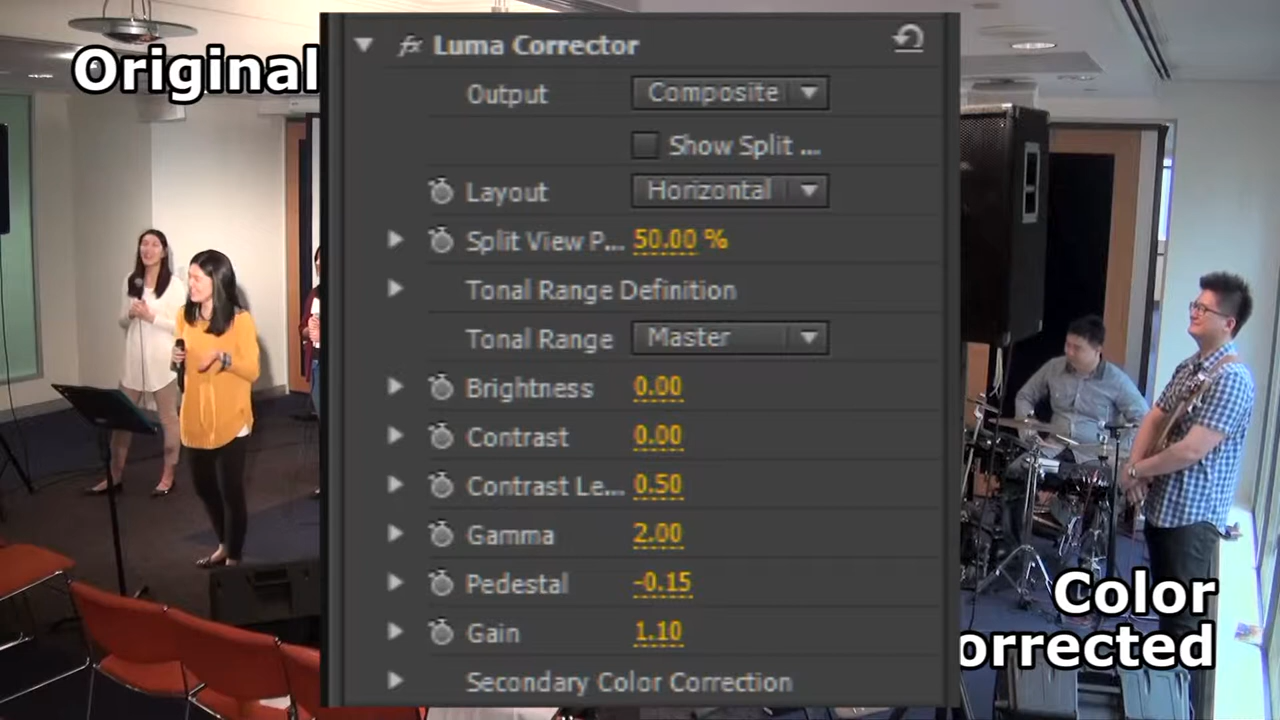 Original
fx Luma Corrector
Output Composite
Show Split ...
Layout Horizontal
Split View P... 50.00 %
Tonal Range Definition
Tonal Range Master
Brightness 0.00
Contrast 0.00
Contrast Le... 0.50
Gamma 2.00
Pedestal -0.15
Gain 1.10
Secondary Color Correction
Color
orrected